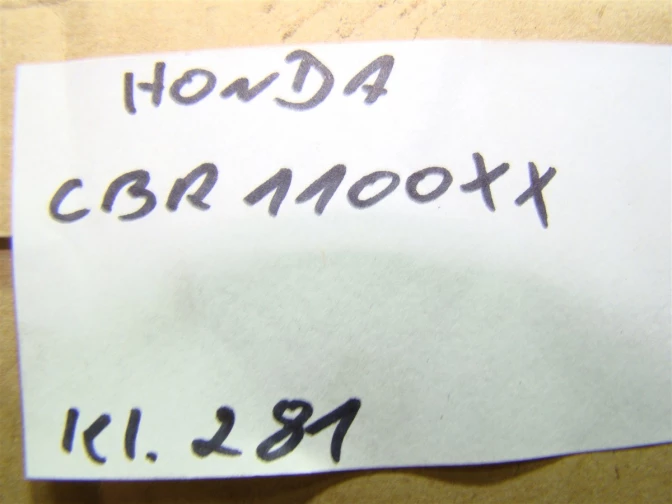 HONDA
CBR 1100XX
Kl. 281